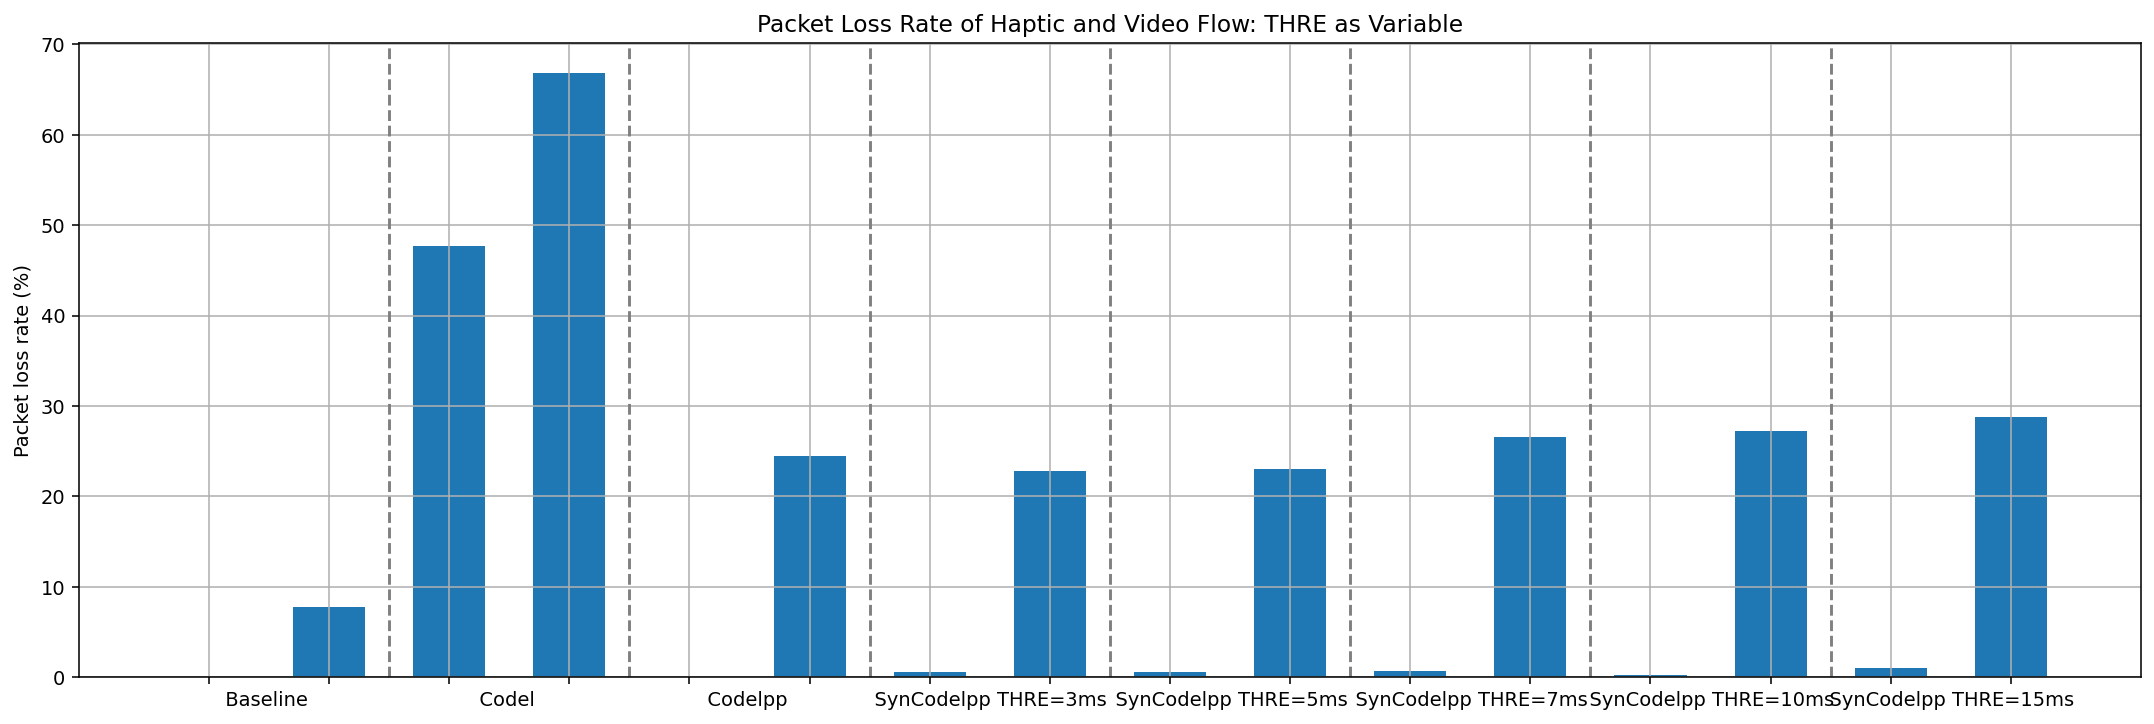 Packet Loss Rate of Haptic and Video Flow: THRE as Variable
Packet loss rate (%)
70
60
50
40
30
20
10
0
Baseline
Codel
Codelpp
SynCodelpp THRE=3ms
SynCodelpp THRE=5ms
SynCodelpp THRE=7ms
SynCodelpp THRE=10ms
SynCodelpp THRE=15ms